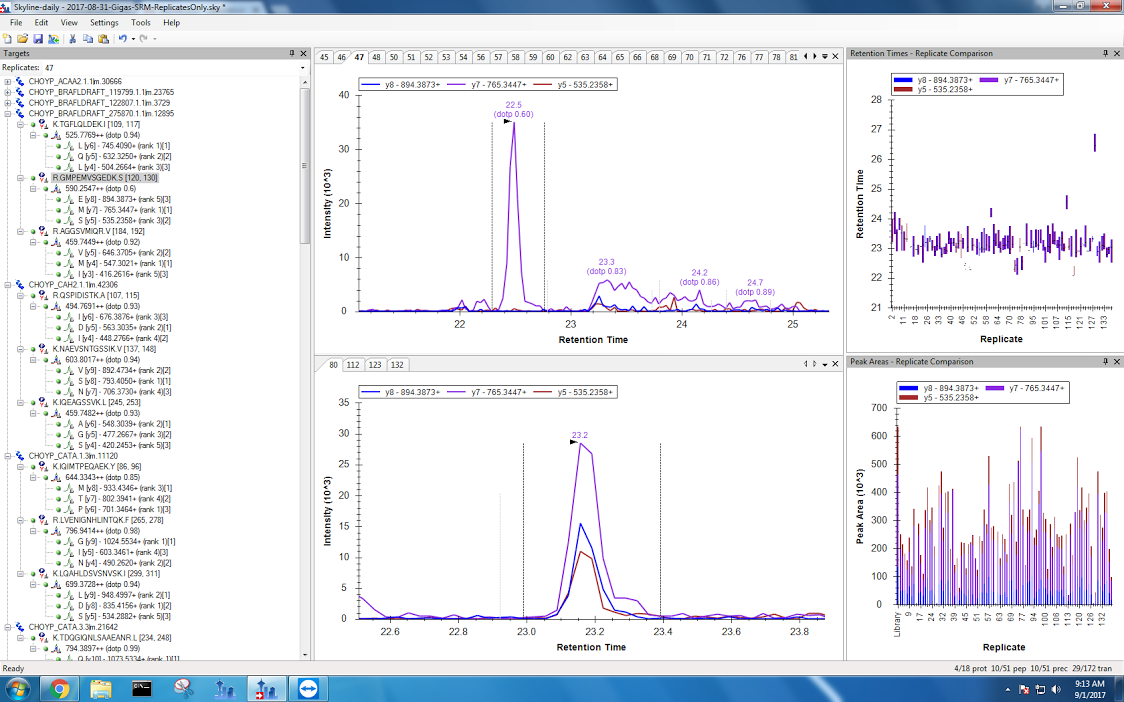 Skyline-daily - 2017-08-31-Gigas-SRM-ReplicatesOnly.sky *
File Edit View Settings Tools Help
Targets
Replicates: 47
CHOYP_ACAA2.1.1|m.30666
CHOYP_BRAFLDRAFT_119799.1.1|m.23765
CHOYP_BRAFLDRAFT_122807.1.1|m.3729
CHOYP_BRAFLDRAFT_275870.1.1|m.12895
K.TGFLQLDEK.I [109, 117]
525.7769++ (dotp 0.94)
L [y6] - 745.4090+ (rank 1)[1]
Q [y5] - 632.3250+ (rank 2)[2]
L [y4] - 504.2664+ (rank 3)[3]
R.GMPEMVSGEDK.S [120, 130]
590.2547++ (dotp 0.6)
E [y8] - 894.3873+ (rank 5)[3]
M [y7] - 765.3447+ (rank 1)[1]
S [y5] - 535.2358+ (rank 3)[2]
R.AGGSVMIQR.V [184, 192]
459.7449++ (dotp 0.92)
V [y5] - 646.3705+ (rank 2)[2]
M [y4] - 547.3021+ (rank 1)[1]
I [y3] - 416.2616+ (rank 5)[3]
CHOYP_CAH2.1.1|m.42306
R.QSPIDISTK.A [107, 115]
494.7691++ (dotp 0.93)
I [y6] - 676.3876+ (rank 3)[3]
D [y5] - 563.3035+ (rank 2)[1]
I [y4] - 448.2766+ (rank 4)[2]
K.NAEVSNTGSSIK.V [137, 148]
603.8017++ (dotp 0.94)
V [y9] - 892.4734+ (rank 2)[2]
S [y8] - 793.4050+ (rank 1)[1]
N [y7] - 706.3730+ (rank 4)[3]
K.IQEAGSSVK.L [245, 253]
459.7482++ (dotp 0.93)
A [y6] - 548.3039+ (rank 2)[1]
G [y5] - 477.2667+ (rank 3)[2]
S [y4] - 420.2453+ (rank 5)[3]
CHOYP_CATA.1.3|m.11120
K.IQIMTPEQAEK.Y [86, 96]
644.3343++ (dotp 0.85)
M [y8] - 933.4346+ (rank 3)[1]
T [y7] - 802.3941+ (rank 4)[2]
P [y6] - 701.3464+ (rank 1)[3]
R.LVENIGNHLINTQK.F [265, 278]
796.9414++ (dotp 0.98)
G [y9] - 1024.5534+ (rank 1)[1]
I [y5] - 603.3461+ (rank 4)[3]
N [y4] - 490.2620+ (rank 2)[2]
K.LQAHLDSVSNVSK.I [299, 311]
699.3728++ (dotp 0.94)
L [y9] - 948.4997+ (rank 2)[1]
D [y8] - 835.4156+ (rank 1)[2]
S [y5] - 534.2882+ (rank 5)[3]
CHOYP_CATA.3.3|m.21642
K.TDQGIQNLSAAEANR.L [234, 248]
794.3897++ (dotp 0.99)
Q [y10] - 1073.5334+ (rank 1)[1]
45 46 47 48 50 51 52 53 54 55 56 57 58 59 60 62 63 64 65 66 68 69 70 71 72 76 77 78 81
y8 - 894.3873+ y7 - 765.3447+ y5 - 535.2358+
40
30
20
10
0
Intensity (10^3)
22.5
(dotp 0.60)
23.3
(dotp 0.83)
24.2
(dotp 0.86)
24.7
(dotp 0.89)
22 23 24 25
Retention Time
80 112 123 132
y8 - 894.3873+ y7 - 765.3447+ y5 - 535.2358+
35
30
25
20
15
10
5
0
Intensity (10^3)
23.2
22.6 22.8 23.0 23.2 23.4 23.6 23.8
Retention Time
Retention Times - Replicate Comparison
y8 - 894.3873+ y7 - 765.3447+
y5 - 535.2358+
28
27
26
25
24
23
22
21
Retention Time
2 11 18 26 33 40 46 52 58 64 70 78 95 101 107 115 121 127 133
Replicate
Peak Areas - Replicate Comparison
y8 - 894.3873+ y7 - 765.3447+
y5 - 535.2358+
700
600
500
400
300
200
100
0
Peak Area (10^3)
Library 9 17 24 32 39 45 51 57 63 69 77 94 100 106 114 120 126 132
Replicate
Ready
4/18 prot 10/51 pep 10/51 prec 29/172 tran
9:13 AM
9/1/2017